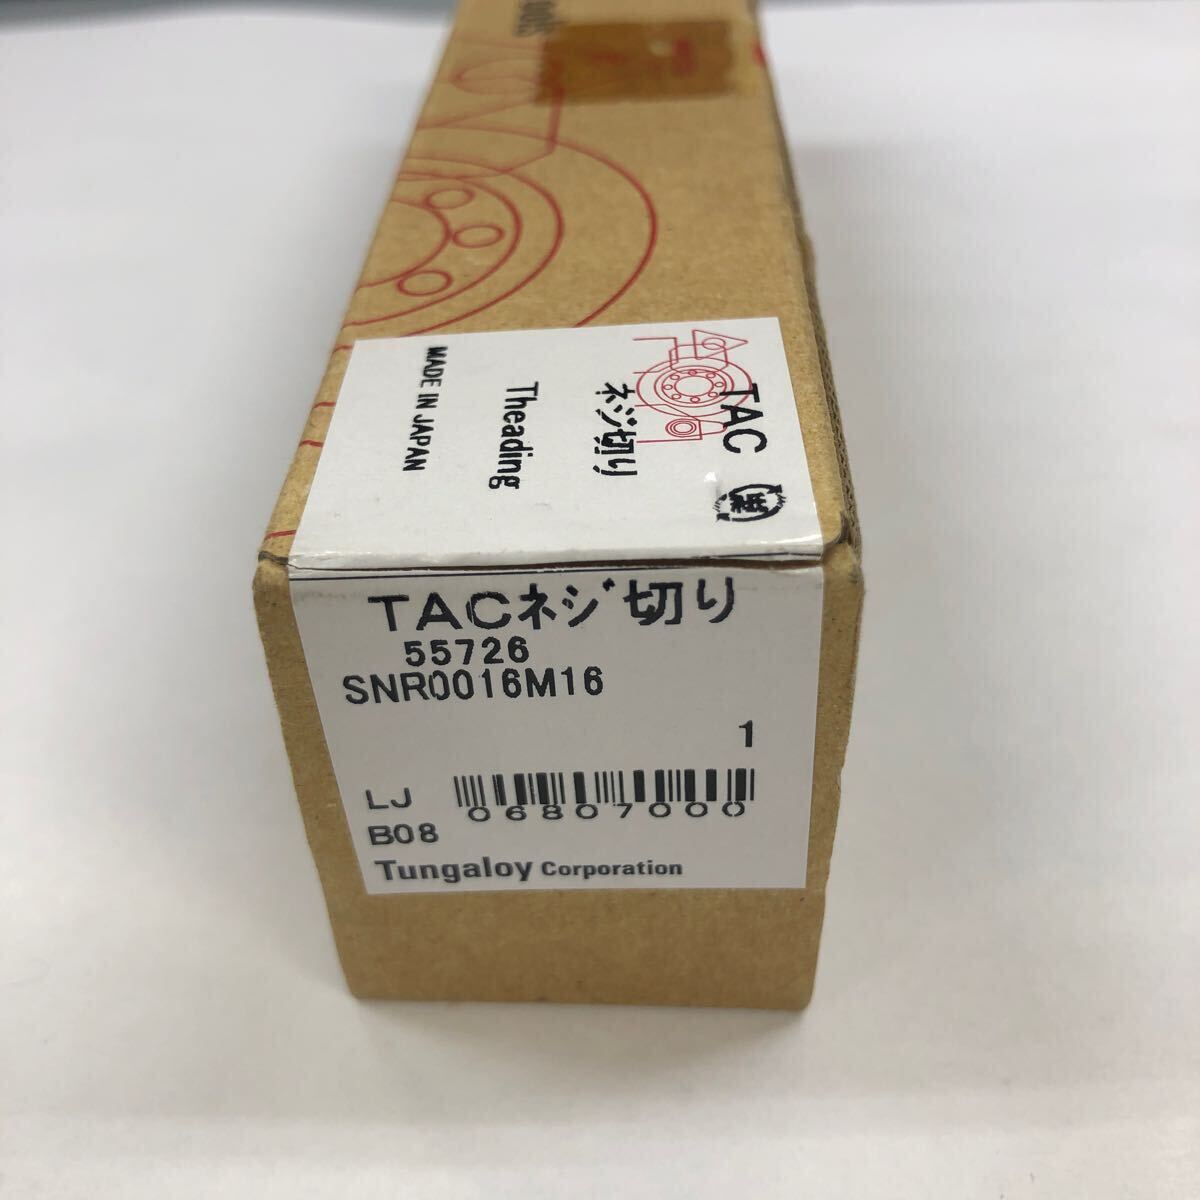 TAC
ネジ切り
Theading
MADE IN JAPAN
TACネジ切り
55726
SNR0016M16
1
LJ
06807000
B08
Tungaloy Corporation